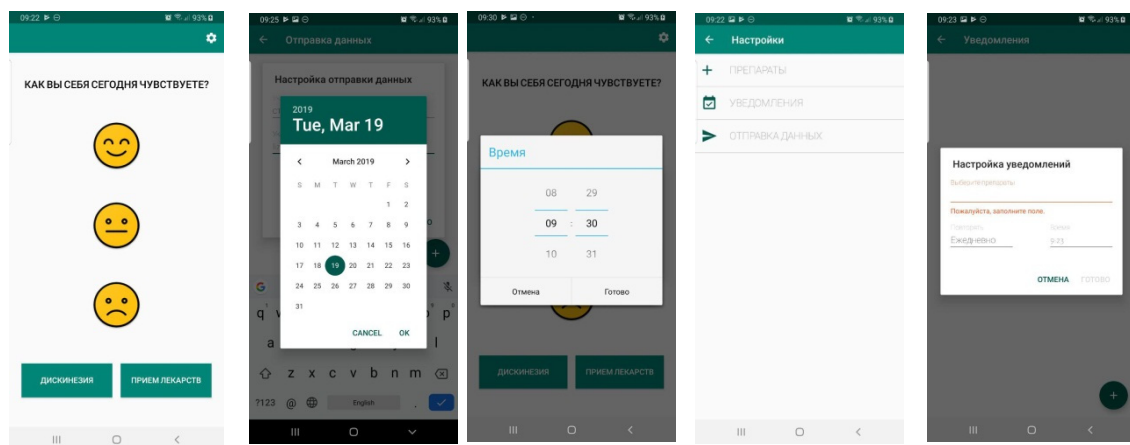 09:22
93%
КАК ВЫ СЕБЯ СЕГОДНЯ ЧУВСТВУЕТЕ?
ДИСКИНЕЗИЯ
ПРИЕМ ЛЕКАРСТВ
09:25
93%
Отправка данных
Настройка отправки данных
2019
Tue, Mar 19
March 2019
S M T W T F S
1 2
3 4 5 6 7 8 9
10 11 12 13 14 15 16
17 18 19 20 21 22 23
24 25 26 27 28 29 30
31
CANCEL OK
q p
a l
z x c v b n m
?123 @ English .
09:30
93%
КАК ВЫ СЕБЯ СЕГОДНЯ ЧУВСТВУЕТЕ?
Время
08 29
09 : 30
10 31
Отмена Готово
ДИСКИНЕЗИЯ
ПРИЕМ ЛЕКАРСТВ
09:22
93%
Настройки
ПРЕПАРАТЫ
УВЕДОМЛЕНИЯ
ОТПРАВКА ДАННЫХ
09:23
93%
Уведомления
Настройка уведомлений
Выберите препараты
Пожалуйста, заполните поле.
Повторять Время
Ежедневно 9:23
ОТМЕНА ГОТОВО